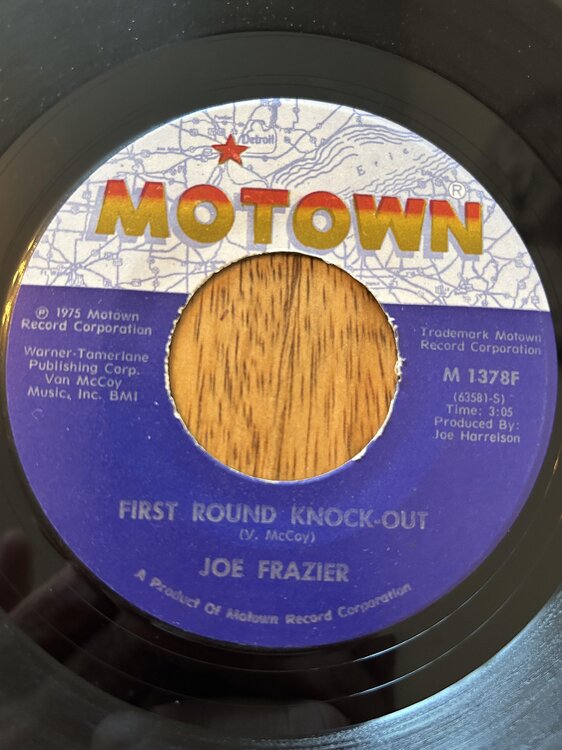 Detroit
Erie
MOTOWN®
℗ 1975 Motown
Record Corporation
Warner-Tamerlane
Publishing Corp.
Van McCoy
Music, Inc. BMI
Trademark Motown
Record Corporation
M 1378F
(63581-S)
Time: 3:05
Produced By:
Joe Harrelson
FIRST ROUND KNOCK-OUT
(V. McCoy)
JOE FRAZIER
A Product Of Motown Record Corporation